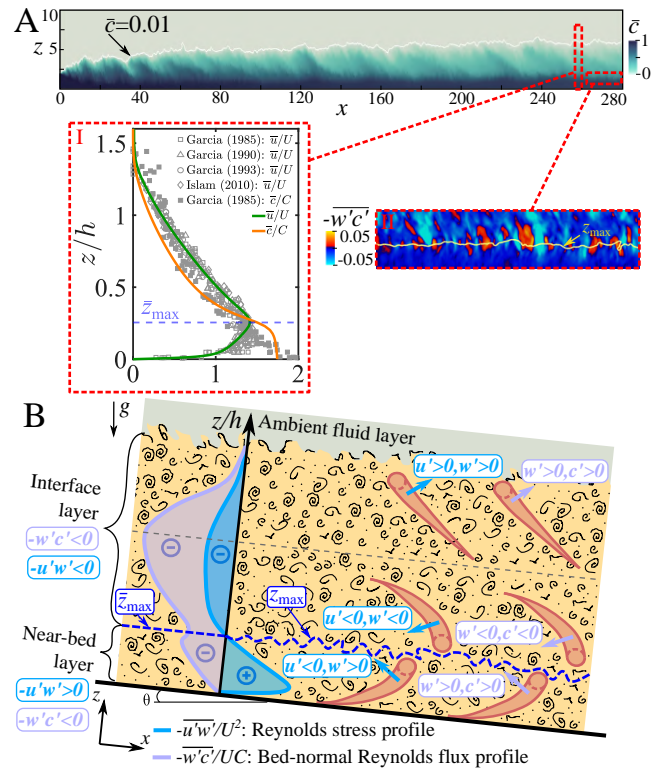 A
10
z
5
0
c̄=0.01
0 40 80 120 160 200 240 280
x
c̄
1
0
I
1.5
1
0.5
0
z/h
z̄max
Garcia (1985): u̅/U
Garcia (1990): u̅/U
Garcia (1993): u̅/U
Islam (2010): u̅/U
Garcia (1985): c̅/C
u̅/U
c̅/C
0 1 2
-w'c'
0.05
-0.05
II
zmax
B
g
z/h
Ambient fluid layer
Interface
layer
-w'c'<0
-u'w'<0
u'>0,w'>0
w'>0,c'>0
z̄max
zmax
u'<0,w'<0
w'<0,c'<0
Near-bed
layer
u'<0,w'>0
w'>0,c'>0
-u'w'>0
-w'c'<0
z
x
θ
-u'w'/U²: Reynolds stress profile
-w'c'/UC: Bed-normal Reynolds flux profile